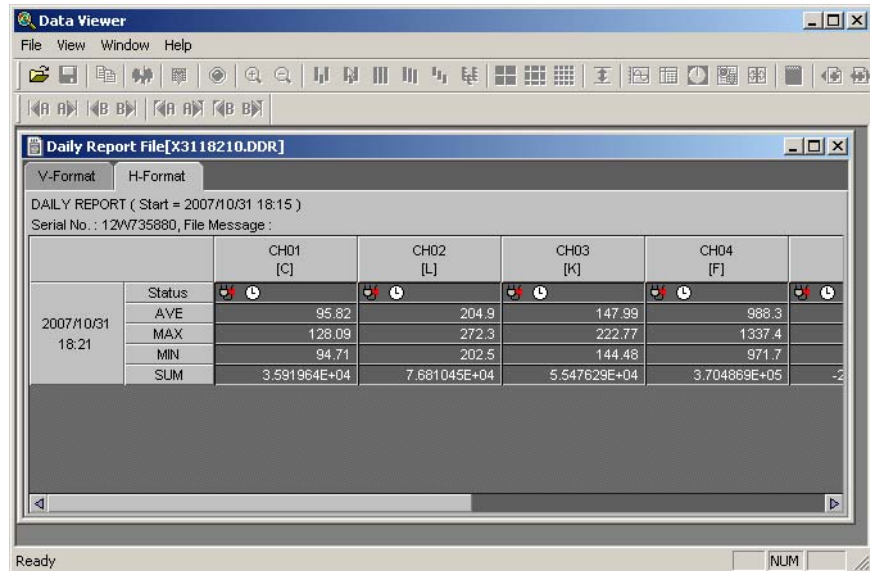 Data Viewer
File View Window Help
A A B B A A B B
Daily Report File[X3118210.DDR]
V-Format H-Format
DAILY REPORT ( Start = 2007/10/31 18:15 )
Serial No. : 12W735880, File Message :
CH01 CH02 CH03 CH04
[C] [L] [K] [F]
2007/10/31
18:21
Status
AVE 95.82 204.9 147.99 988.3
MAX 128.09 272.3 222.77 1337.4
MIN 94.71 202.5 144.48 971.7
SUM 3.591964E+04 7.681045E+04 5.547629E+04 3.704869E+05 -2
Ready NUM